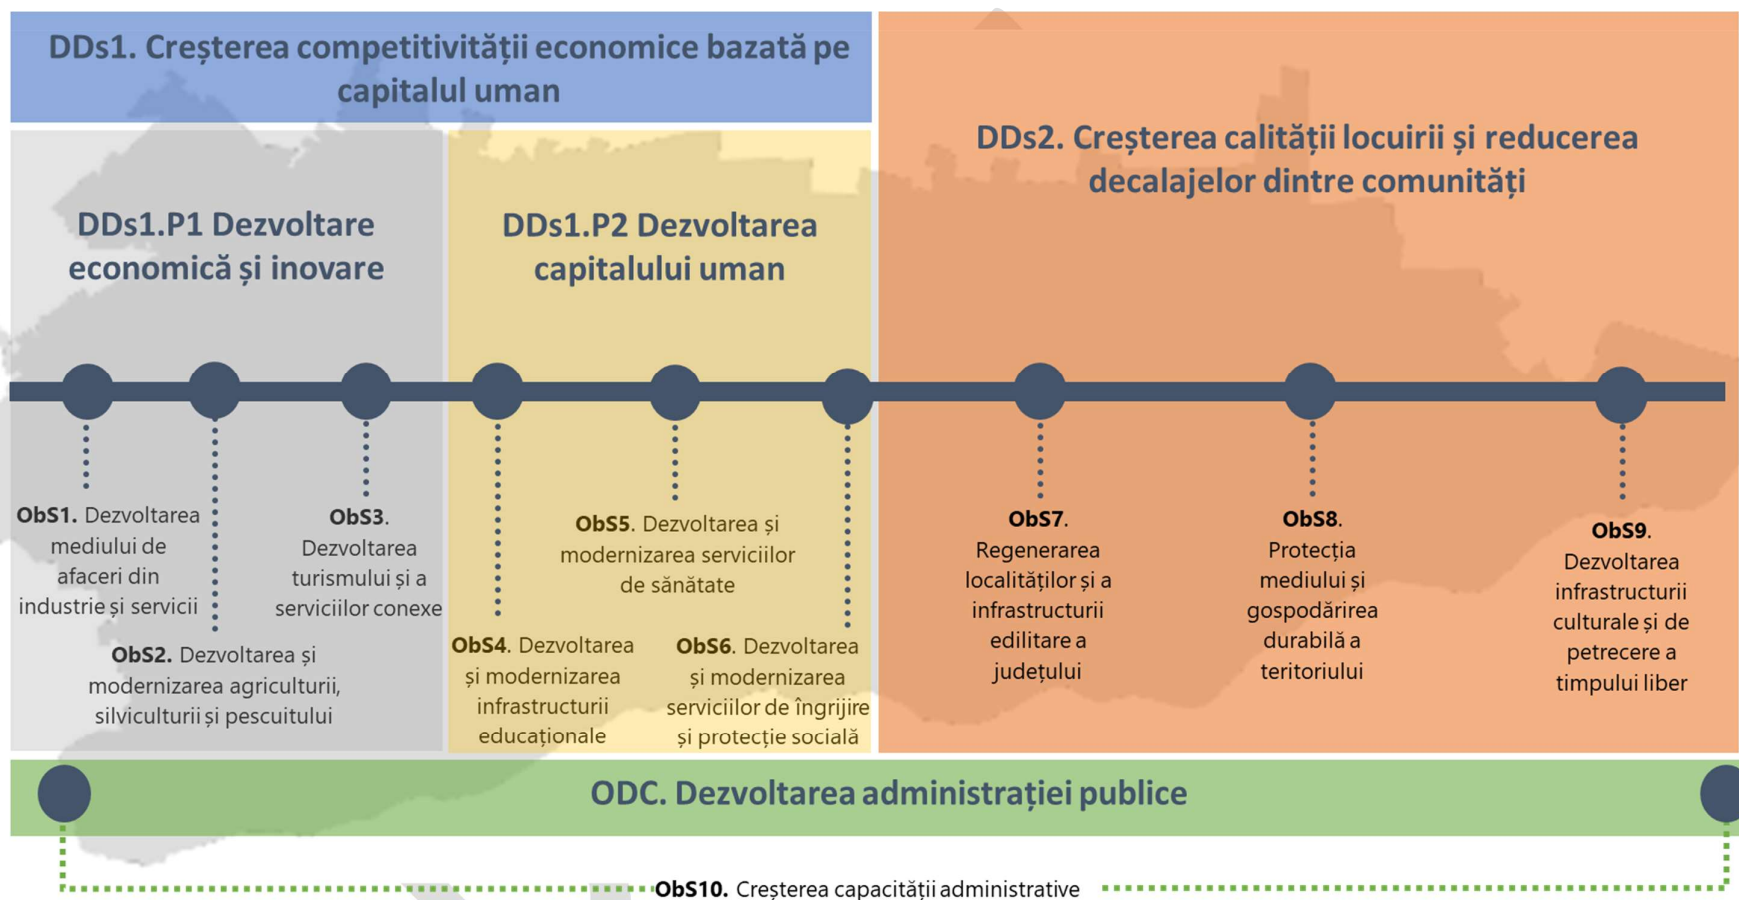 DDs1. Creșterea competitivității economice bazată pe
capitalul uman
DDs1.P1 Dezvoltare
economică și inovare
DDs1.P2 Dezvoltarea
capitalului uman
DDs2. Creșterea calității locuirii și reducerea
decalajelor dintre comunități
ObS1. Dezvoltarea
mediului de
afaceri din
industrie și servicii
ObS2. Dezvoltarea și
modernizarea agriculturii,
silviculturii și pescuitului
ObS3.
Dezvoltarea
turismului și a
serviciilor conexe
ObS4. Dezvoltarea
și modernizarea
infrastructurii
educaționale
ObS5. Dezvoltarea și
modernizarea serviciilor
de sănătate
ObS6. Dezvoltarea
și modernizarea
serviciilor de îngrijire
și protecție socială
ObS7.
Regenerarea
localităților și a
infrastructurii
edilitare a
județului
ObS8.
Protecția
mediului și
gospodărirea
durabilă a
teritoriului
ObS9.
Dezvoltarea
infrastructurii
culturale și de
petrecere a
timpului liber
ODC. Dezvoltarea administrației publice
ObS10. Creșterea capacității administrative